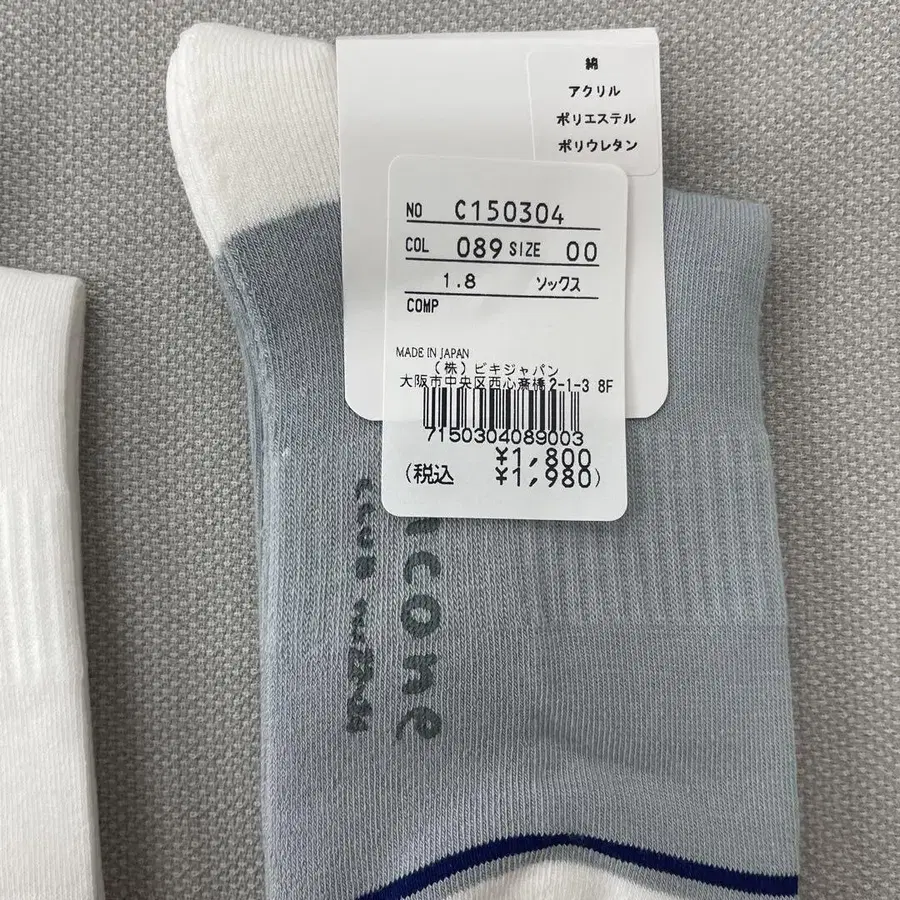 綿
アクリル
ポリエステル
ポリウレタン
NO C150304
COL 089 SIZE 00
1.8 ソックス
COMP
MADE IN JAPAN
(株)ビキジャパン
大阪市中央区西心斎橋2-1-3 8F
7150304089003
¥1,800
(税込 ¥1,980)